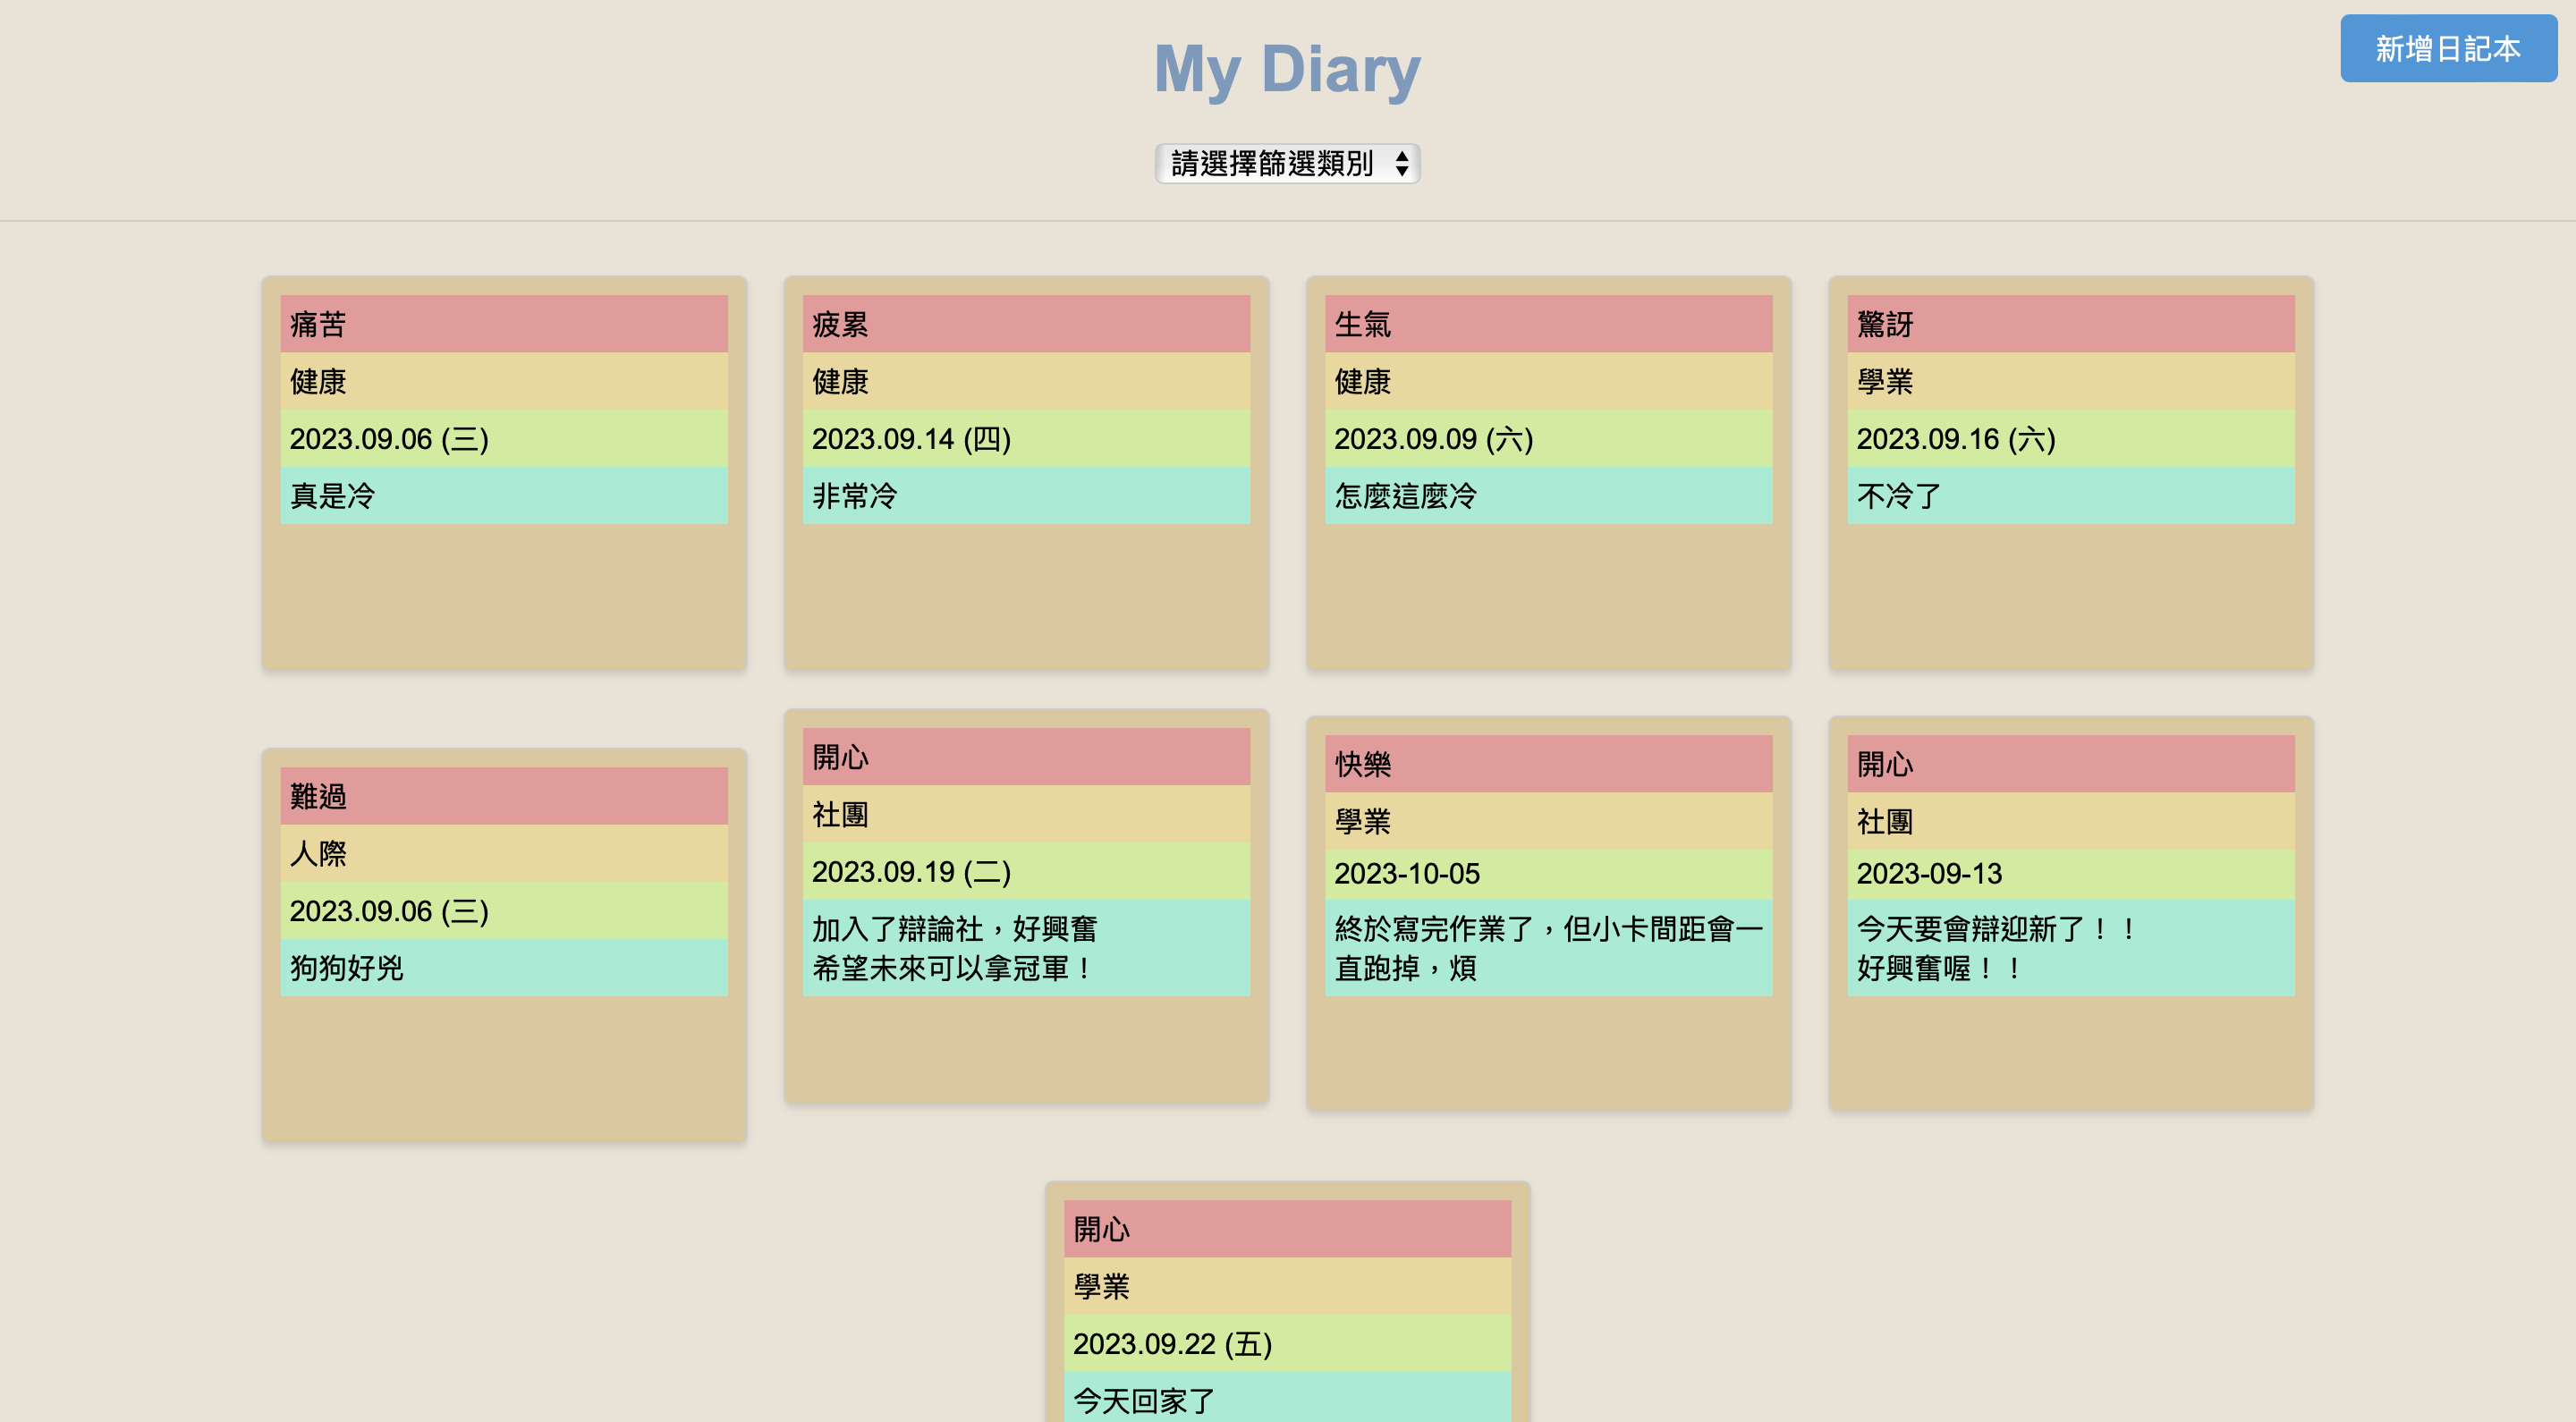 My Diary
新增日記本
請選擇篩選類別
痛苦
健康
2023.09.06 (三)
真是冷
疲累
健康
2023.09.14 (四)
非常冷
生氣
健康
2023.09.09 (六)
怎麼這麼冷
驚訝
學業
2023.09.16 (六)
不冷了
難過
人際
2023.09.06 (三)
狗狗好兇
開心
社團
2023.09.19 (二)
加入了辯論社，好興奮
希望未來可以拿冠軍！
快樂
學業
2023-10-05
終於寫完作業了，但小卡間距會一
直跑掉，煩
開心
社團
2023-09-13
今天要會辯迎新了！！
好興奮喔！！
開心
學業
2023.09.22 (五)
今天回家了